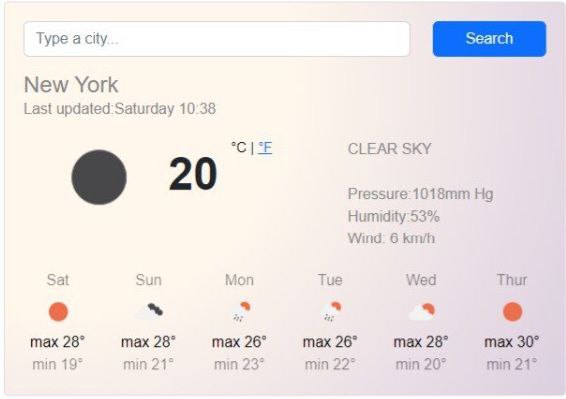 Type a city...
Search
New York
Last updated:Saturday 10:38
20
°C | °F
CLEAR SKY
Pressure:1018mm Hg
Humidity:53%
Wind: 6 km/h
Sat Sun Mon Tue Wed Thur
max 28° max 28° max 26° max 26° max 28° max 30°
min 19° min 21° min 23° min 22° min 20° min 21°